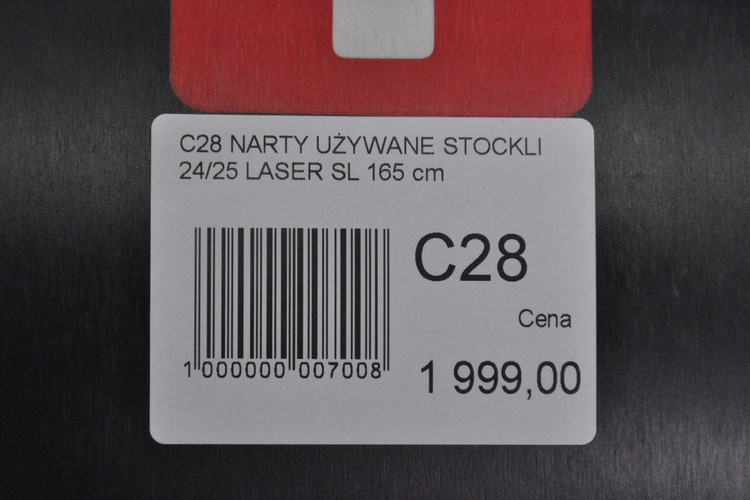 C28 NARTY UŻYWANE STOCKLI
24/25 LASER SL 165 cm
C28
Cena
1 000000 007008
1 999,00